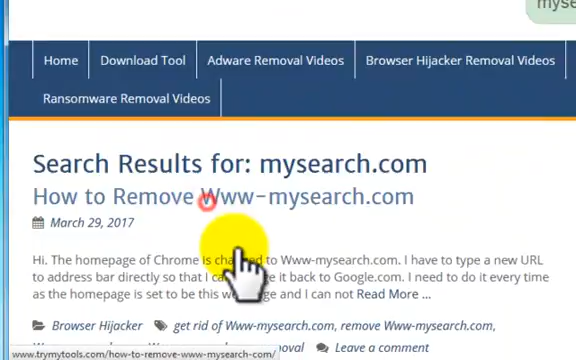 myse
Home Download Tool Adware Removal Videos Browser Hijacker Removal Videos
Ransomware Removal Videos
Search Results for: mysearch.com
How to Remove Www-mysearch.com
March 29, 2017
Hi. The homepage of Chrome is changed to Www-mysearch.com. I have to type a new URL
to address bar directly so that I can it back to Google.com. I need to do it every time
as the homepage is set to be this and I can not Read More ...
Browser Hijacker get rid of Www-mysearch.com, remove Www-mysearch.com,
Leave a comment
www.trymytools.com/how-to-remove-www-mysearch-com/